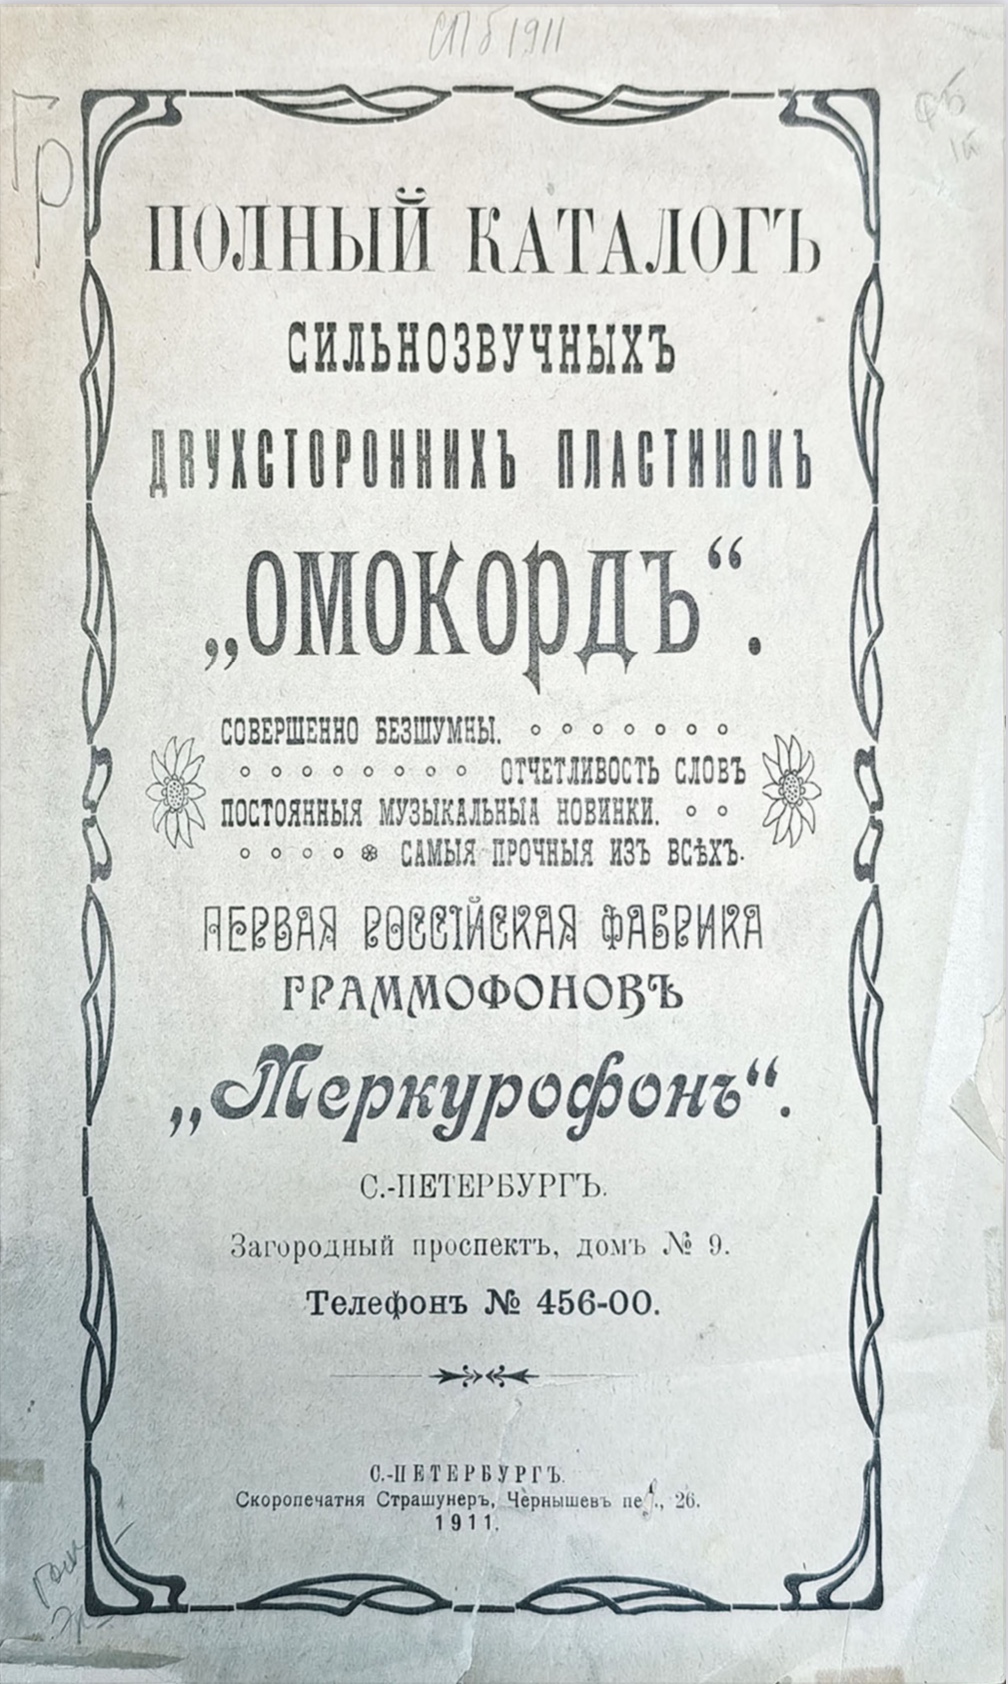 СПб 1911
Гр
ПОЛНЫЙ КАТАЛОГЪ
СИЛЬНОЗВУЧНЫХЪ
ДВУХСТОРОННИХЪ ПЛАСТИНОКЪ
„ОМОКОРДЪ“.
СОВЕРШЕННО БЕЗШУМНЫ.
ОТЧЕТЛИВОСТЬ СЛОВЪ
ПОСТОЯННЫЯ МУЗЫКАЛЬНЫЯ НОВИНКИ.
САМЫЯ ПРОЧНЫЯ ИЗЪ ВСѢХЪ.
ПЕРВАЯ РОССІЙСКАЯ ФАБРИКА
ГРАММОФОНОВЪ
„Меркурофонъ“.
С.-ПЕТЕРБУРГЪ.
Загородный проспектъ, домъ № 9.
Телефонъ № 456-00.
С.-ПЕТЕРБУРГЪ.
Скоропечатня Страшунеръ, Чернышевъ пер., 26.
1911.